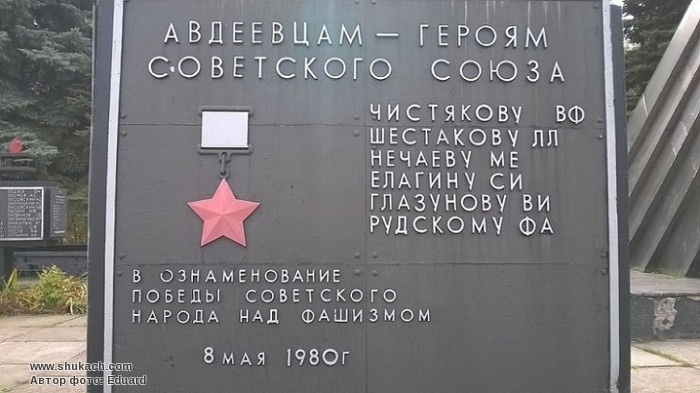 АВДЕЕВЦАМ — ГЕРОЯМ
СОВЕТСКОГО СОЮЗА
ЧИСТЯКОВУ ВФ
ШЕСТАКОВУ ЛЛ
НЕЧАЕВУ МЕ
ЕЛАГИНУ СИ
ГЛАЗУНОВУ ВИ
РУДСКОМУ ФА
В ОЗНАМЕНОВАНИЕ
ПОБЕДЫ СОВЕТСКОГО
НАРОДА НАД ФАШИЗМОМ
8 МАЯ 1980г
www.shukach.com
Автор фото: Eduard